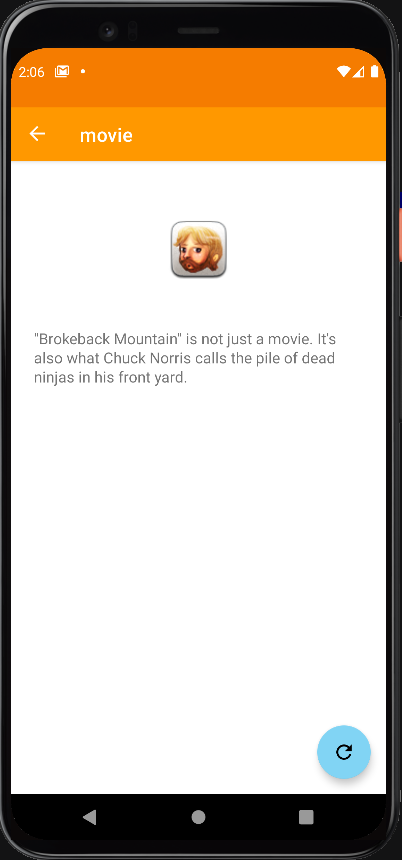 2:06
movie
"Brokeback Mountain" is not just a movie. It's
also what Chuck Norris calls the pile of dead
ninjas in his front yard.